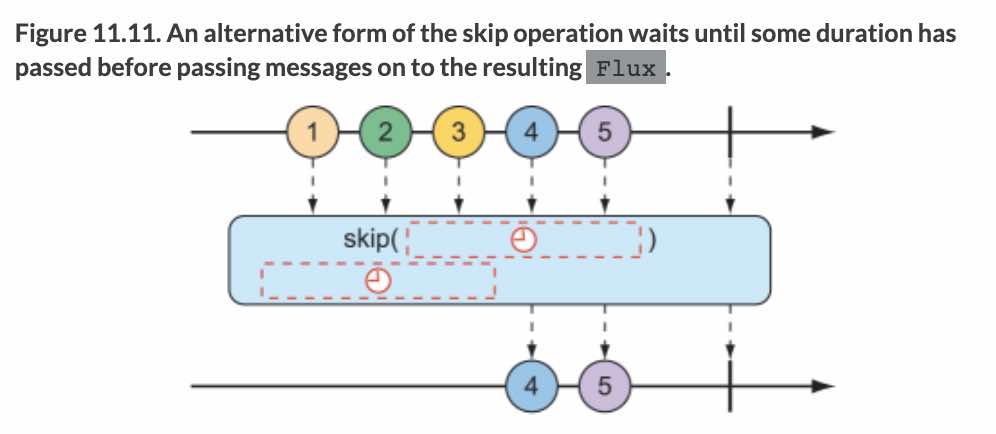 Figure 11.11. An alternative form of the skip operation waits until some duration has
passed before passing messages on to the resulting Flux.
1 2 3 4 5
skip( )
4 5